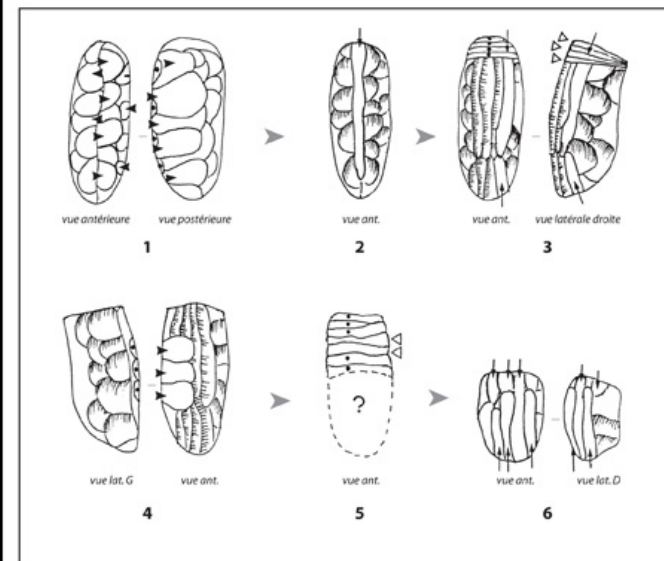 vue antérieure vue postérieure vue ant. vue ant. vue latérale droite
1 2 3
?
vue lat. G vue ant. vue ant. vue ant. vue lat. D
4 5 6